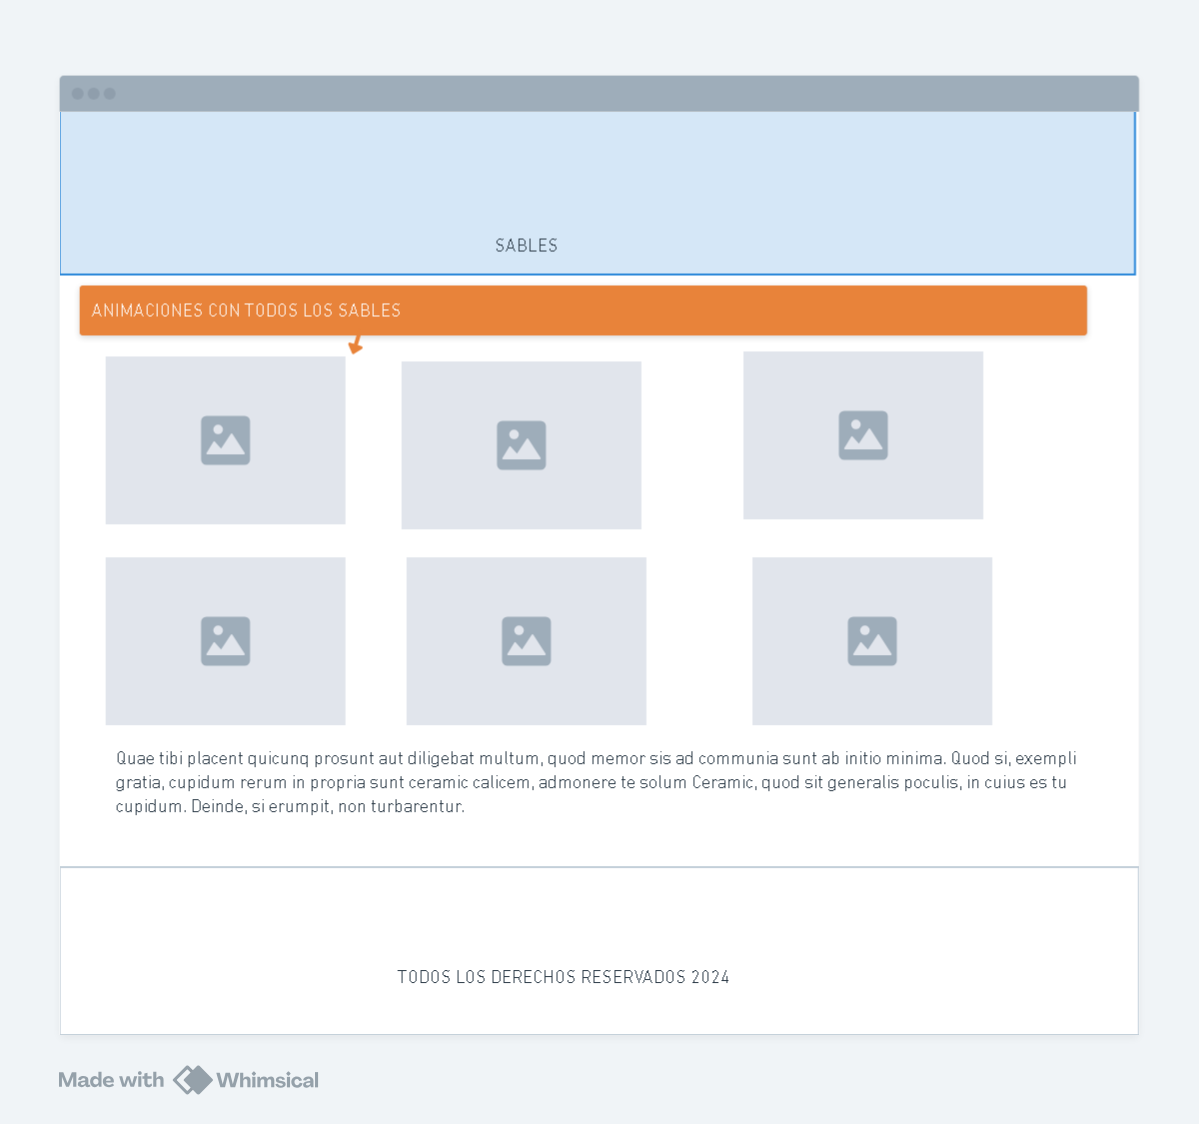 SABLES
ANIMACIONES CON TODOS LOS SABLES
Quae tibi placent quicunq prosunt aut diligebat multum, quod memor sis ad communia sunt ab initio minima. Quod si, exempli
gratia, cupidum rerum in propria sunt ceramic calicem, admonere te solum Ceramic, quod sit generalis poculis, in cuius es tu
cupidum. Deinde, si erumpit, non turbarentur.
TODOS LOS DERECHOS RESERVADOS 2024
Made with Whimsical